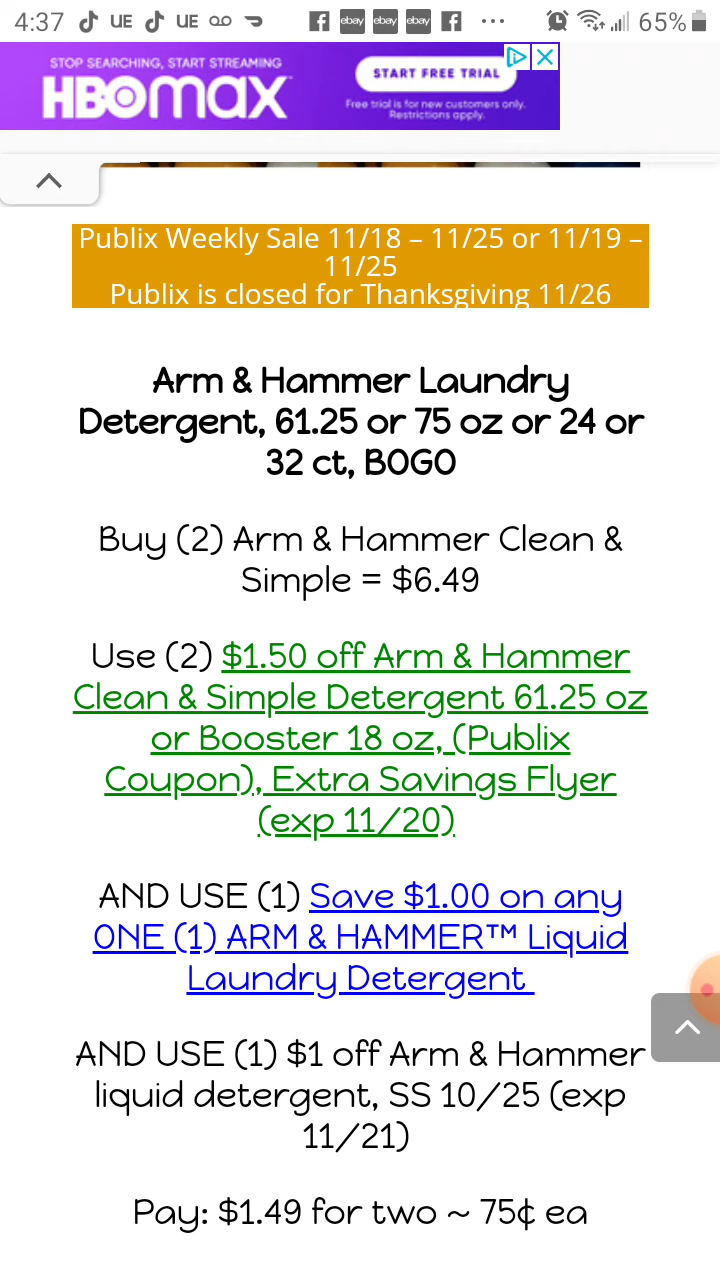 4:37 UE UE ebay ebay ebay ... 65%
STOP SEARCHING, START STREAMING
HBOmax
START FREE TRIAL
Free trial is for new customers only.
Restrictions apply.
Publix Weekly Sale 11/18 – 11/25 or 11/19 –
11/25
Publix is closed for Thanksgiving 11/26
Arm & Hammer Laundry
Detergent, 61.25 or 75 oz or 24 or
32 ct, BOGO
Buy (2) Arm & Hammer Clean &
Simple = $6.49
Use (2) $1.50 off Arm & Hammer
Clean & Simple Detergent 61.25 oz
or Booster 18 oz, (Publix
Coupon), Extra Savings Flyer
(exp 11/20)
AND USE (1) Save $1.00 on any
ONE (1) ARM & HAMMER™ Liquid
Laundry Detergent
AND USE (1) $1 off Arm & Hammer
liquid detergent, SS 10/25 (exp
11/21)
Pay: $1.49 for two ~ 75¢ ea